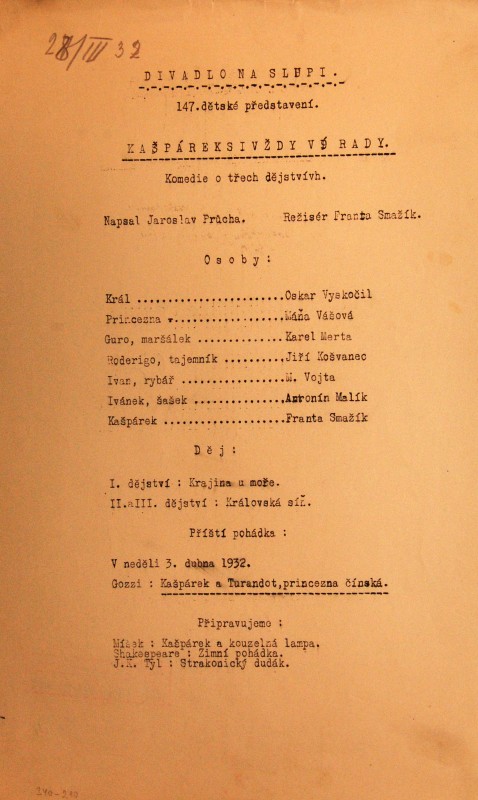 28/III 32
DIVADLO NA SLUPI.
147.dětské představení.
KAŠPÁREK SI VŽDY VÍ RADY.
Komedie o třech dějstvívh.
Napsal Jaroslav Průcha. Režisér Franta Smažík.
Osoby:
Král ......................Oskar Vyskočil
Princezna .................Máňa Vášová
Guro, maršálek .............Karel Merta
Roderigo, tajemník .........Jiří Košvanec
Ivan, rybář ................M. Vojta
Ivánek, šašek ..............Antonín Malík
Kašpárek ..................Franta Smažík
Děj:
I. dějství : Krajina u moře.
II.aIII. dějství : Královská síň.
Příští pohádka :
V neděli 3. dubna 1932.
Gozzi : Kašpárek a Turandot,princezna čínská.
Připravujeme :
Míšek : Kašpárek a kouzelná lampa.
Shakespeare : Zimní pohádka.
J.K. Tyl : Strakonický dudák.